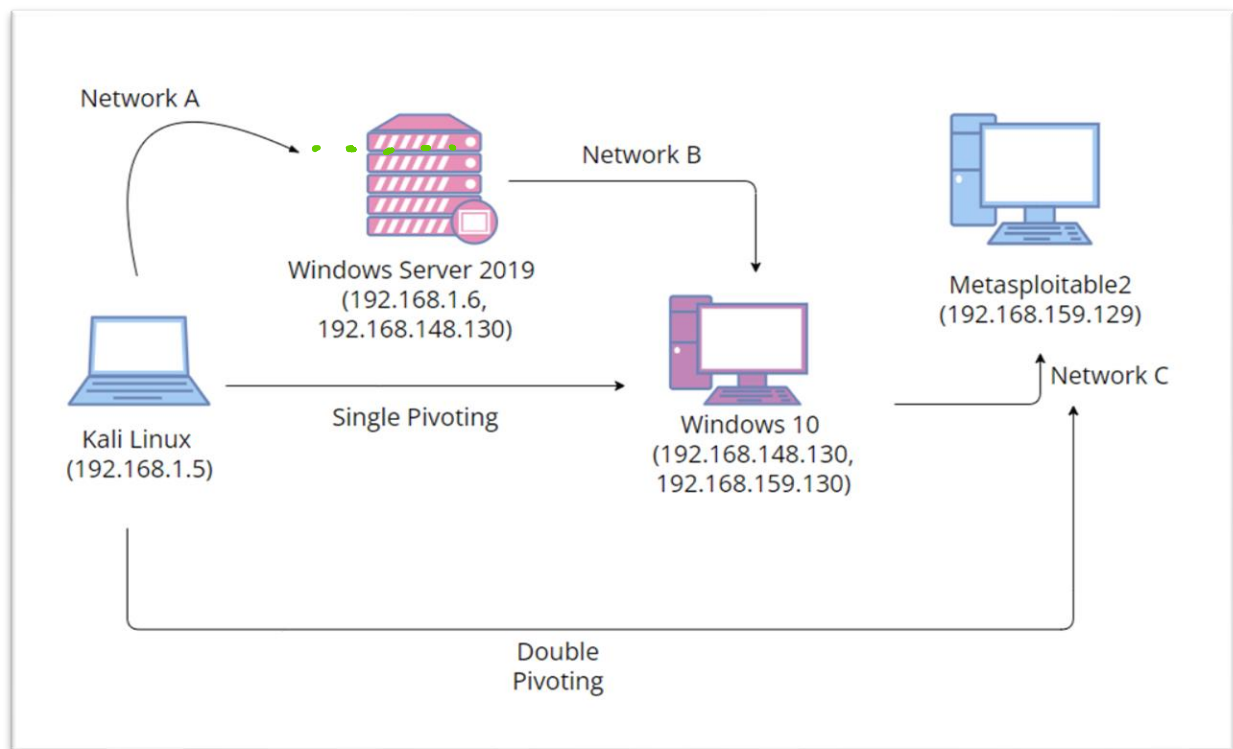 Network A
Network B
Windows Server 2019
(192.168.1.6,
192.168.148.130)
Metasploitable2
(192.168.159.129)
Network C
Single Pivoting
Kali Linux
(192.168.1.5)
Windows 10
(192.168.148.130,
192.168.159.130)
Double
Pivoting